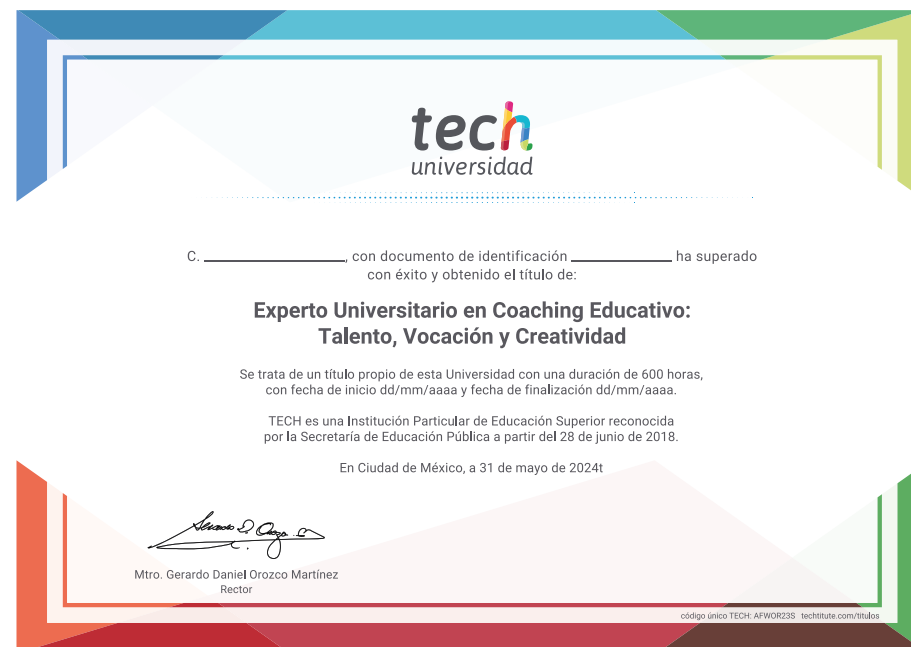 tech
universidad
C. ____________, con documento de identificación ____________ ha superado
con éxito y obtenido el título de:
Experto Universitario en Coaching Educativo:
Talento, Vocación y Creatividad
Se trata de un título propio de esta Universidad con una duración de 600 horas,
con fecha de inicio dd/mm/aaaa y fecha de finalización dd/mm/aaaa.
TECH es una Institución Particular de Educación Superior reconocida
por la Secretaría de Educación Pública a partir del 28 de junio de 2018.
En Ciudad de México, a 31 de mayo de 2024t
Mtro. Gerardo Daniel Orozco Martínez
Rector
código único TECH: AFWOR23S techtitute.com/titulos